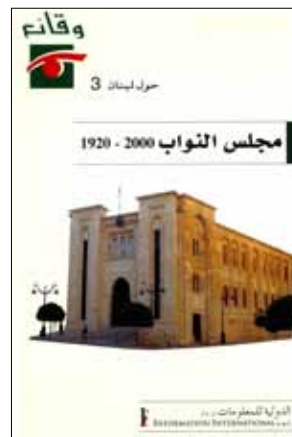 وقائع
حول لبنان 3
مجلس النواب 2000 - 1920
الدولية للمعلومات
INFORMATION INTERNATIONAL